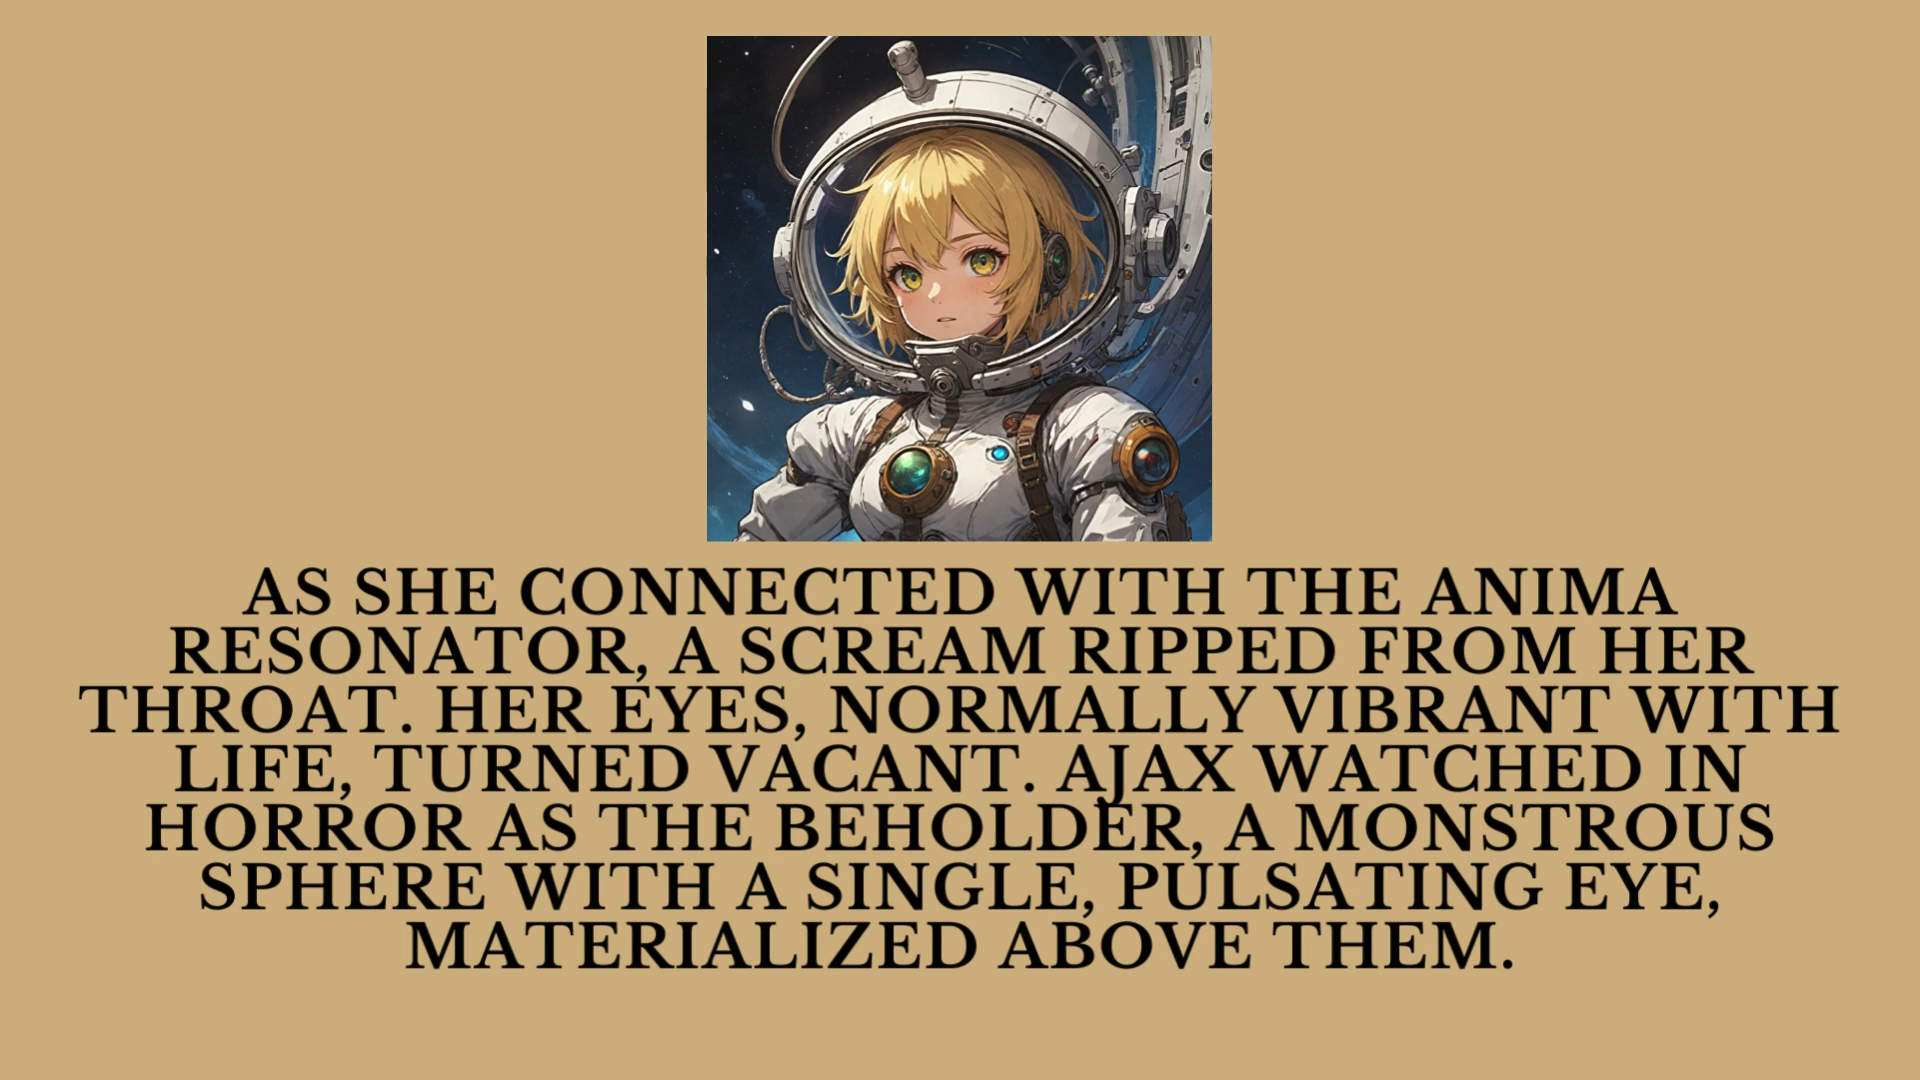 AS SHE CONNECTED WITH THE ANIMA
RESONATOR, A SCREAM RIPPED FROM HER
THROAT. HER EYES, NORMALLY VIBRANT WITH
LIFE, TURNED VACANT. AJAX WATCHED IN
HORROR AS THE BEHOLDER, A MONSTROUS
SPHERE WITH A SINGLE, PULSATING EYE,
MATERIALIZED ABOVE THEM.